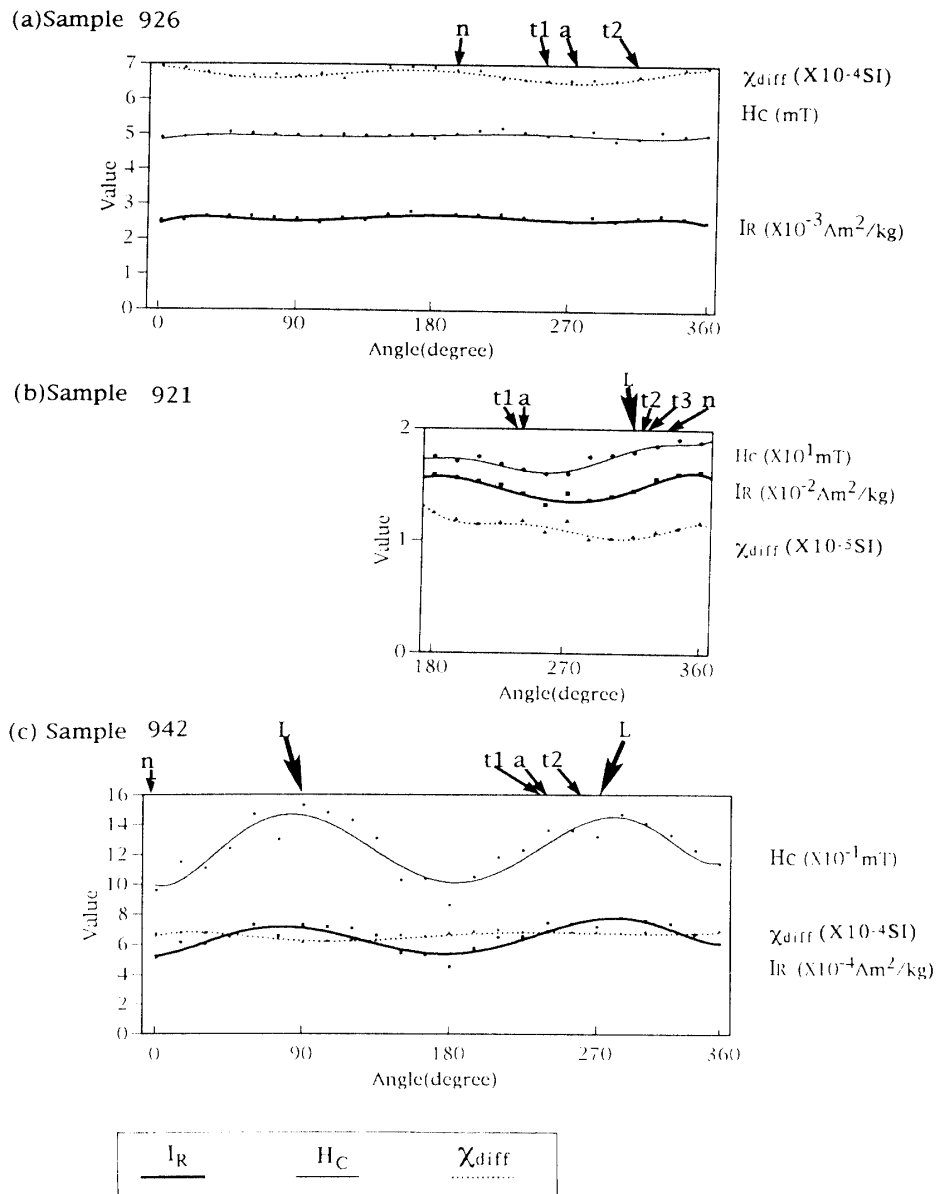 (a)Sample 926
n t1 a t2
7
6
5
4
3
2
1
0
Value
0 90 180 270 360
Angle(degree)
χdiff (X10-4SI)
Hc (mT)
IR (X10-3Am2/kg)
(b)Sample 921
L
t1 a t2 t3 n
2
1
0
Value
180 270 360
Angle(degree)
Hc (X101mT)
IR (X10-2Am2/kg)
χdiff (X10-5SI)
(c) Sample 942
L L
n t1 a t2
16
14
12
10
8
6
4
2
0
Value
0 90 180 270 360
Angle(degree)
Hc (X10-1mT)
χdiff (X10-4SI)
IR (X10-4Am2/kg)
IR HC χdiff